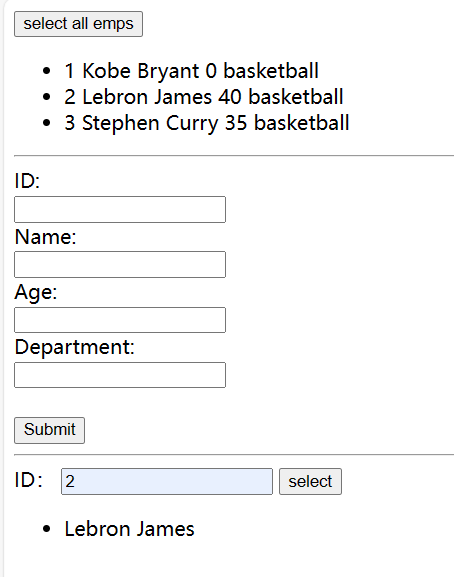 select all emps
• 1 Kobe Bryant 0 basketball
• 2 Lebron James 40 basketball
• 3 Stephen Curry 35 basketball
ID:
Name:
Age:
Department:
Submit
ID： 2 select
• Lebron James